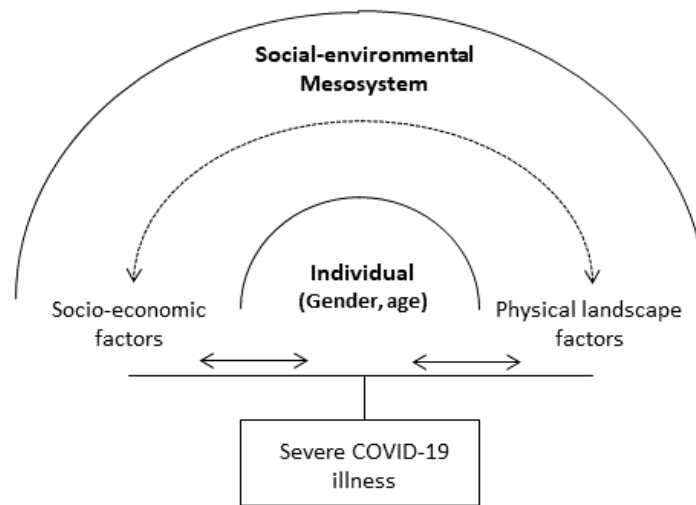 Social-environmental
Mesosystem
Individual
(Gender, age)
Socio-economic
factors
Physical landscape
factors
Severe COVID-19
illness